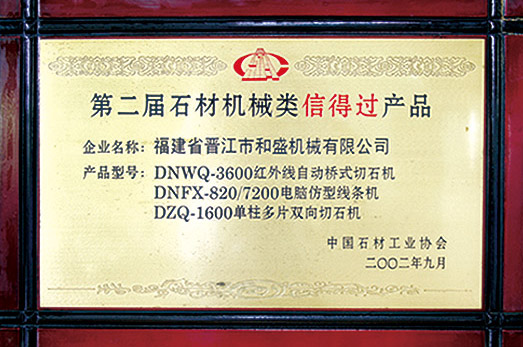 第二届石材机械类信得过产品
企业名称：福建省晋江市和盛机械有限公司
产品型号：DNWQ-3600红外线自动桥式切石机
DNFX-820/7200电脑仿型线条机
DZQ-1600单柱多片双向切石机
中国石材工业协会
二〇〇二年九月